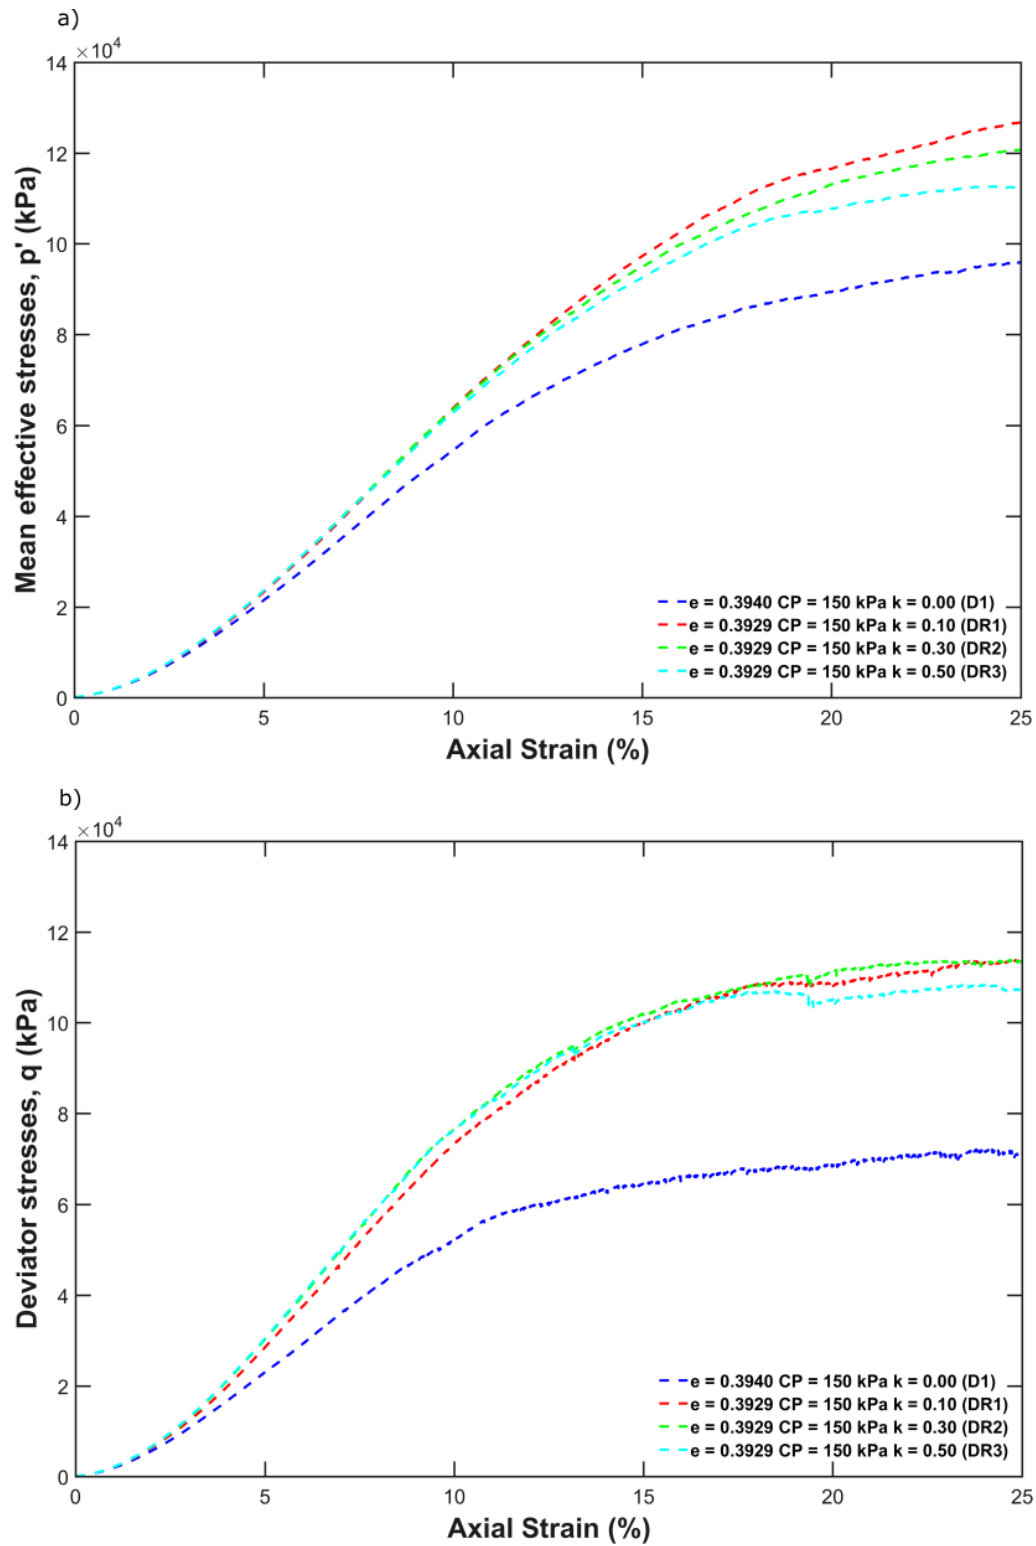 a)
×10⁴
14
12
10
8
6
4
2
0
0 5 10 15 20 25
Mean effective stresses, p' (kPa)
Axial Strain (%)
e = 0.3940 CP = 150 kPa k = 0.00 (D1)
e = 0.3929 CP = 150 kPa k = 0.10 (DR1)
e = 0.3929 CP = 150 kPa k = 0.30 (DR2)
e = 0.3929 CP = 150 kPa k = 0.50 (DR3)
b)
×10⁴
14
12
10
8
6
4
2
0
0 5 10 15 20 25
Deviator stresses, q (kPa)
Axial Strain (%)
e = 0.3940 CP = 150 kPa k = 0.00 (D1)
e = 0.3929 CP = 150 kPa k = 0.10 (DR1)
e = 0.3929 CP = 150 kPa k = 0.30 (DR2)
e = 0.3929 CP = 150 kPa k = 0.50 (DR3)